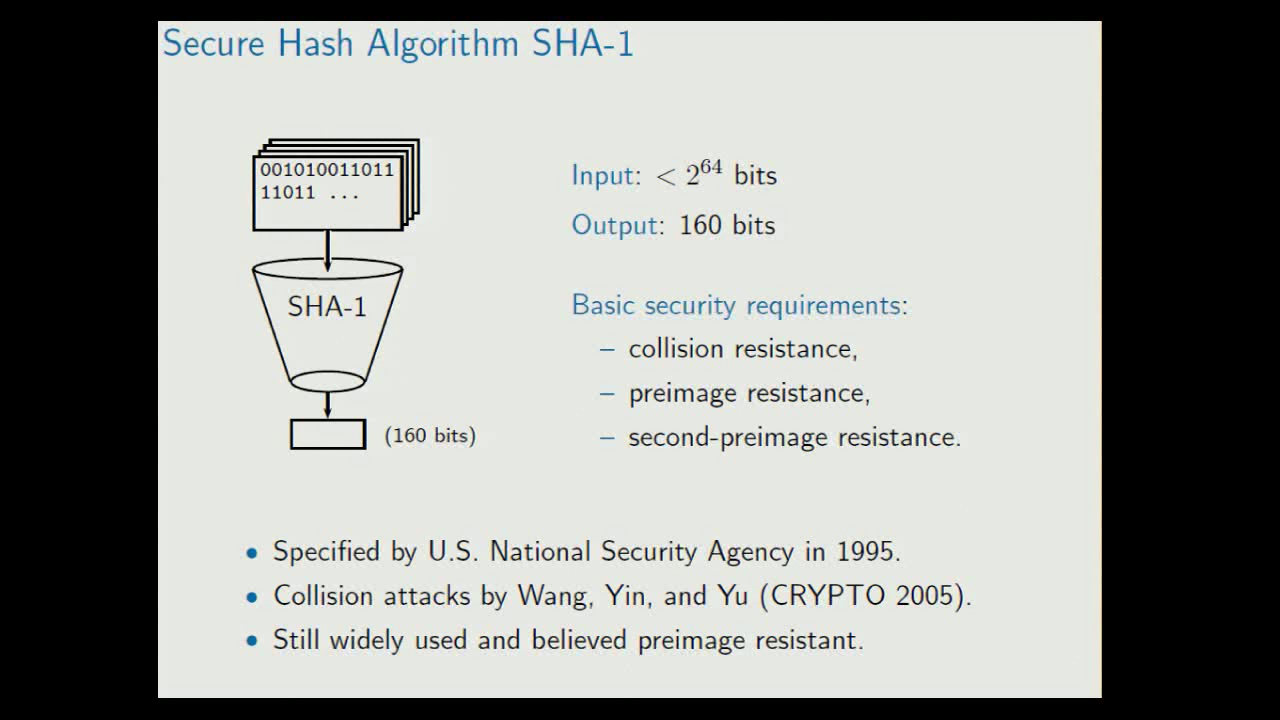 Secure Hash Algorithm SHA-1
001010011011
11011 ...
SHA-1
(160 bits)
Input: < 2^64 bits
Output: 160 bits
Basic security requirements:
– collision resistance,
– preimage resistance,
– second-preimage resistance.
• Specified by U.S. National Security Agency in 1995.
• Collision attacks by Wang, Yin, and Yu (CRYPTO 2005).
• Still widely used and believed preimage resistant.